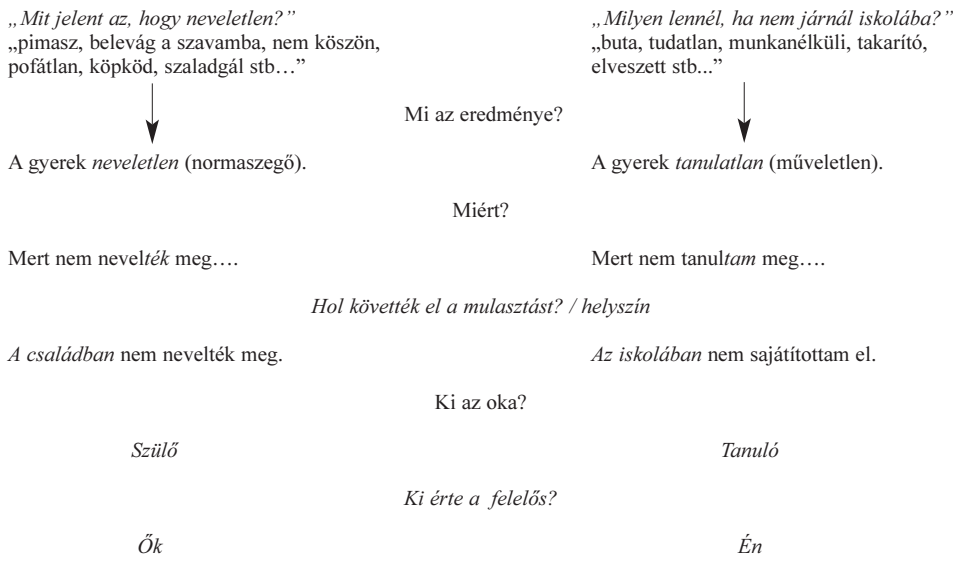 „Mit jelent az, hogy neveletlen?”
„pimasz, belevág a szavamba, nem köszön,
pofátlan, köpköd, szaladgál stb…”
„Milyen lennél, ha nem járnál iskolába?”
„buta, tudatlan, munkanélküli, takarító,
elveszett stb...”
Mi az eredménye?
A gyerek neveletlen (normaszegő).
A gyerek tanulatlan (műveletlen).
Miért?
Mert nem nevelték meg….
Mert nem tanultam meg….
Hol követték el a mulasztást? / helyszín
A családban nem nevelték meg.
Az iskolában nem sajátítottam el.
Ki az oka?
Szülő
Tanuló
Ki érte a felelős?
Ők
Én